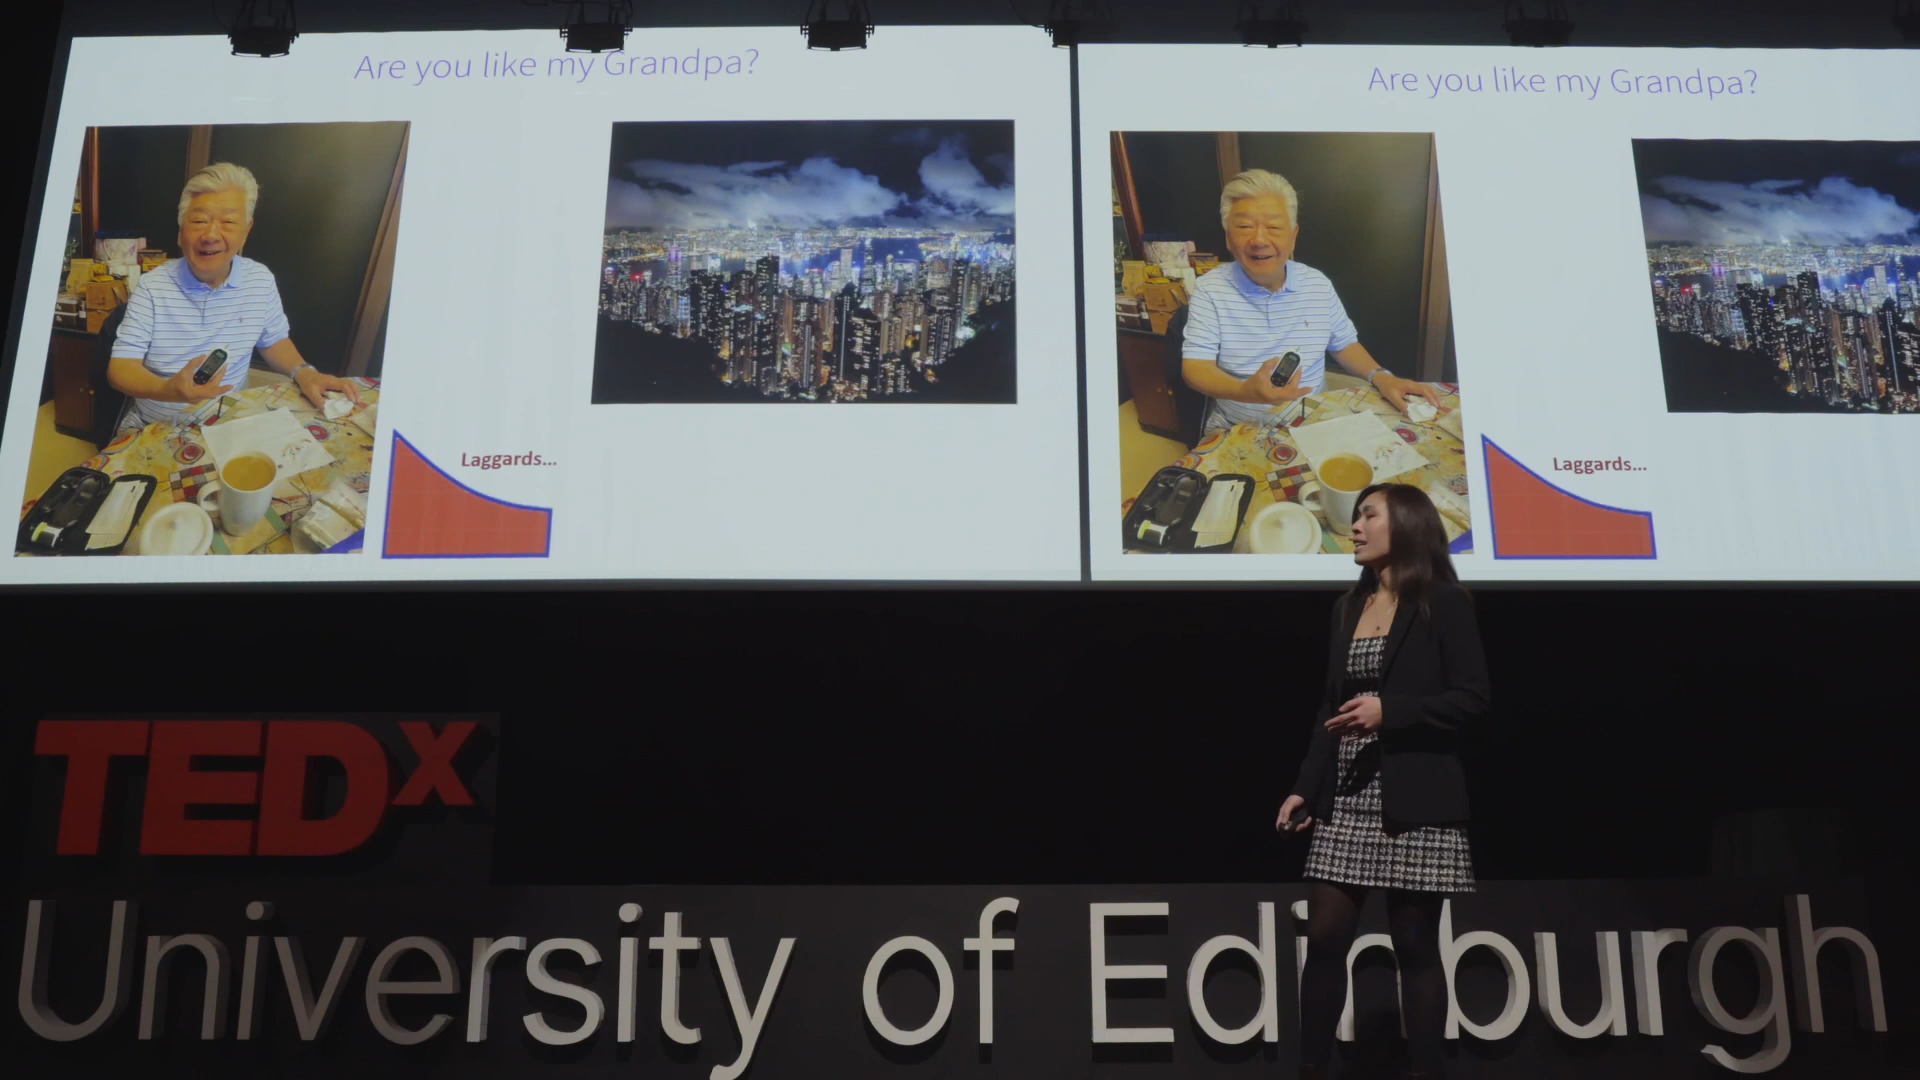 Are you like my Grandpa?
Are you like my Grandpa?
Laggards...
Laggards...
TEDx
University of Edinburgh